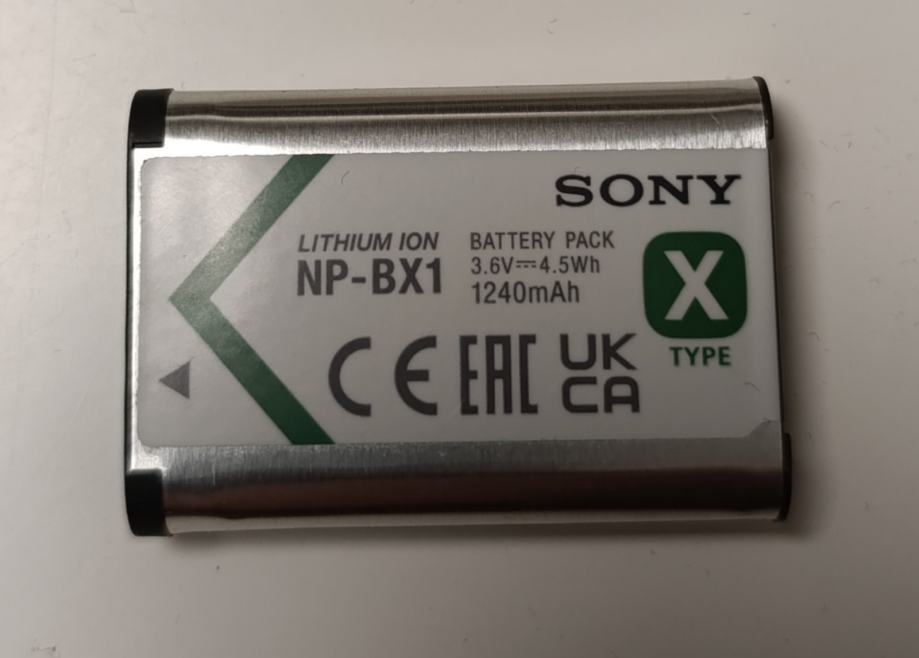 SONY
LITHIUM ION
NP-BX1
BATTERY PACK
3.6V⎓4.5Wh
1240mAh
X
TYPE
CE EAC UK
CA